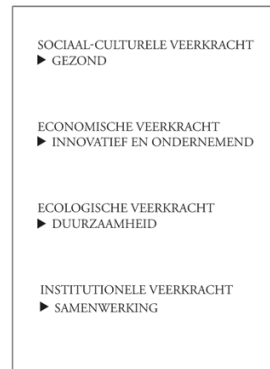 SOCIAAL-CULTURELE VEERKRACHT
▶ GEZOND
ECONOMISCHE VEERKRACHT
▶ INNOVATIEF EN ONDERNEMEND
ECOLOGISCHE VEERKRACHT
▶ DUURZAAMHEID
INSTITUTIONELE VEERKRACHT
▶ SAMENWERKING